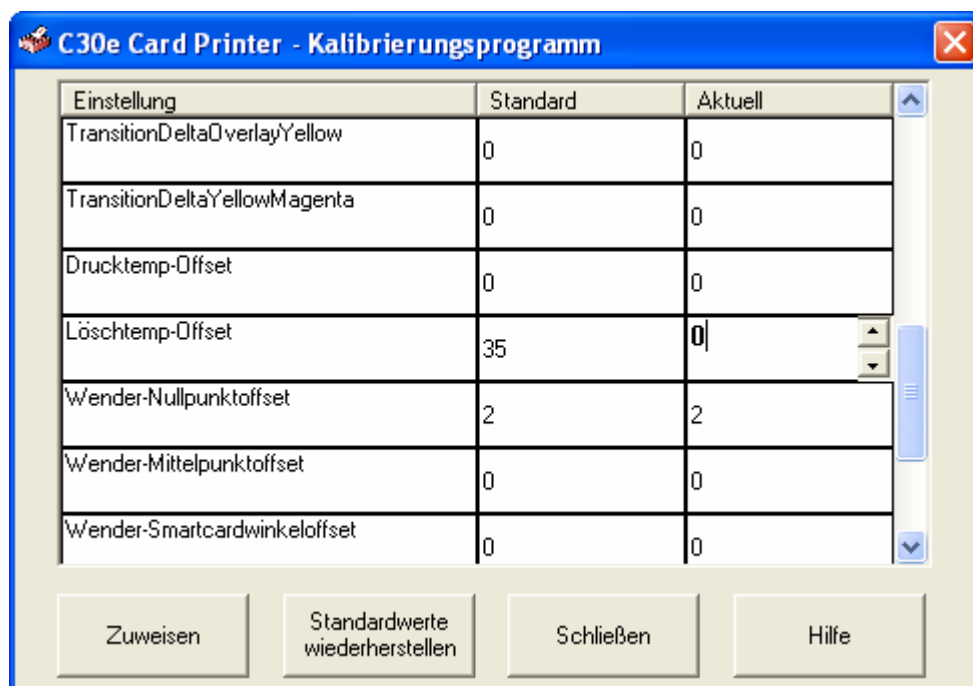 C30e Card Printer - Kalibrierungsprogramm
Einstellung Standard Aktuell
TransitionDeltaOverlayYellow 0 0
TransitionDeltaYellowMagenta 0 0
Drucktemp-Offset 0 0
Löschtemp-Offset 35 0
Wender-Nullpunktoffset 2 2
Wender-Mittelpunktoffset 0 0
Wender-Smartcardwinkeloffset 0 0
Zuweisen Standardwerte wiederherstellen Schließen Hilfe